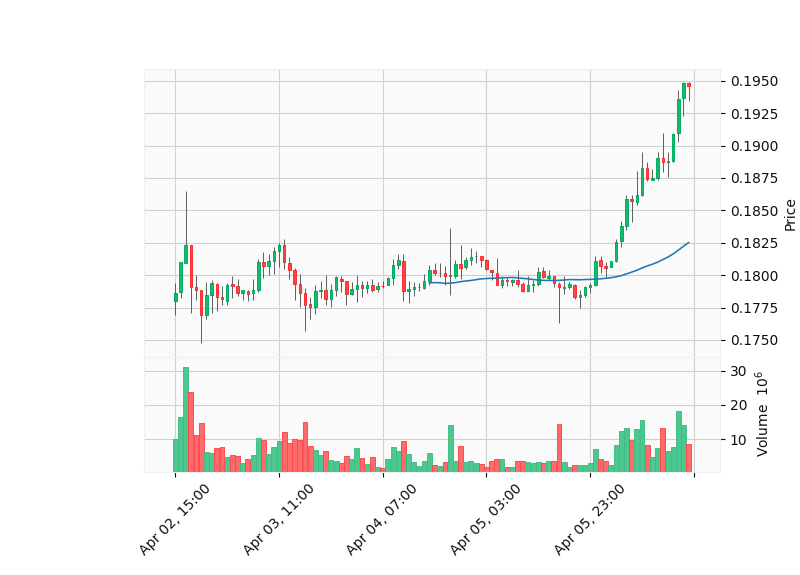 0.1950
0.1925
0.1900
0.1875
0.1850
0.1825
0.1800
0.1775
0.1750
Price
30
20
10
Volume 10^6
Apr 02, 15:00
Apr 03, 11:00
Apr 04, 07:00
Apr 05, 03:00
Apr 05, 23:00